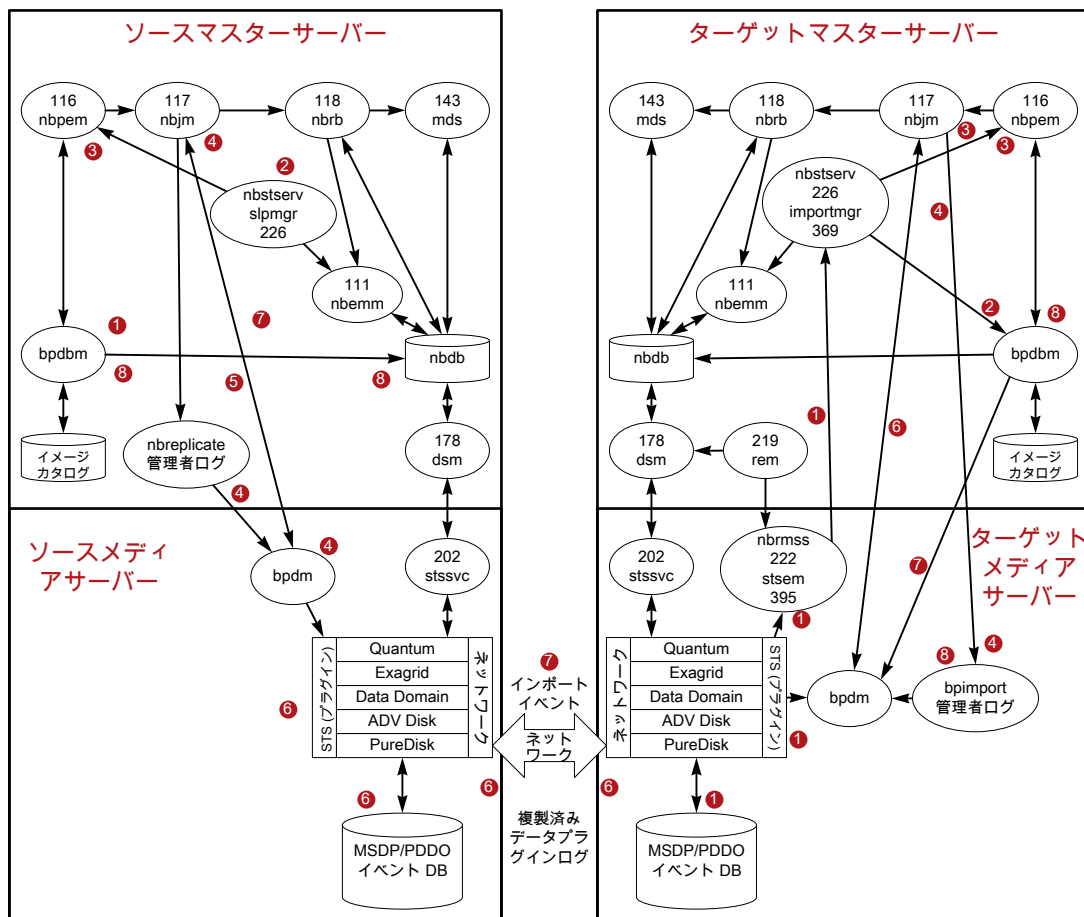 ソースマスターサーバー
116
nbpem
117
nbjm
118
nbrb
143
mds
3
4
2
nbstserv
slpmgr
226
111
nbemm
7
1
bpdbm
8
5
8
nbdb
イメージ
カタログ
nbreplicate
管理者ログ
4
178
dsm
ソースメディ
アサーバー
4
bpdm
202
stssvc
STS (プラグイン)
Quantum
Exagrid
Data Domain
ADV Disk
PureDisk
ネットワーク
6
6
6
MSDP/PDDO
イベント DB
7
インポート
イベント
ネット
ワーク
複製済み
データプラ
グインログ
ターゲットマスターサーバー
143
mds
118
nbrb
117
nbjm
116
nbpem
3
3
nbstserv
226
importmgr
369
4
111
nbemm
2
8
nbdb
bpdbm
1
6
178
dsm
219
rem
イメージ
カタログ
ターゲット
メディア
サーバー
202
stssvc
nbrmss
222
stsem
395
7
1
4
8
ネットワーク
Quantum
Exagrid
Data Domain
ADV Disk
PureDisk
STS (プラグイン)
bpdm
bpimport
管理者ログ
1
6
1
MSDP/PDDO
イベント DB